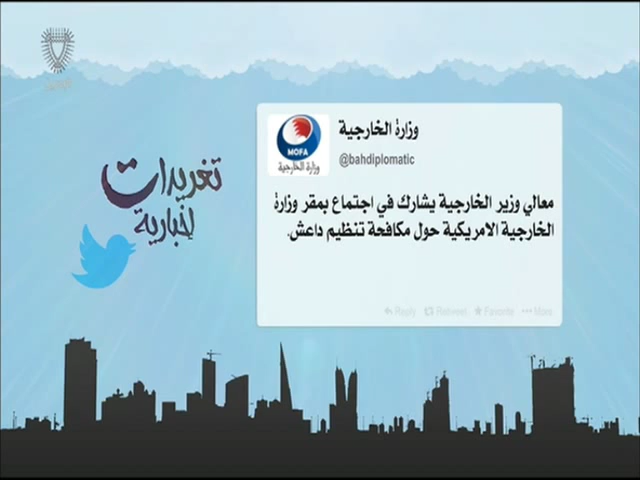 وزارة الخارجية
@bahdiplomatic
MOFA
وزارة الخارجية
معالي وزير الخارجية يشارك في اجتماع بمقر وزارة
الخارجية الامريكية حول مكافحة تنظيم داعش.
Reply Retweet Favorite More
تغريدات
إخبارية